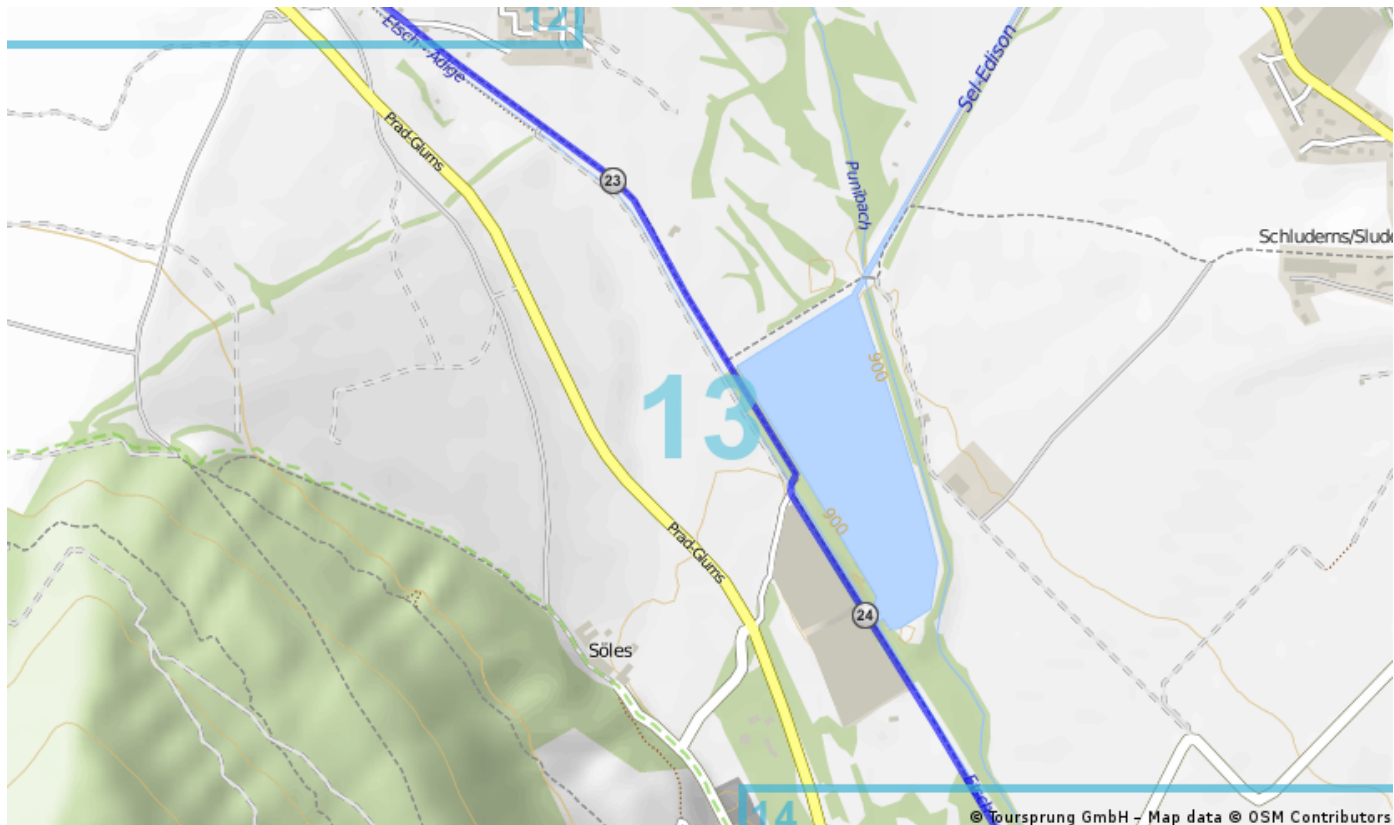 12
Etsch - Adige
Sel-Edison
Prad-Glurns
23
Punibach
Schluderns/Slude
13
900
900
Prad-Glurns
24
Söles
Etsch
14
© Toursprung GmbH – Map data © OSM Contributors